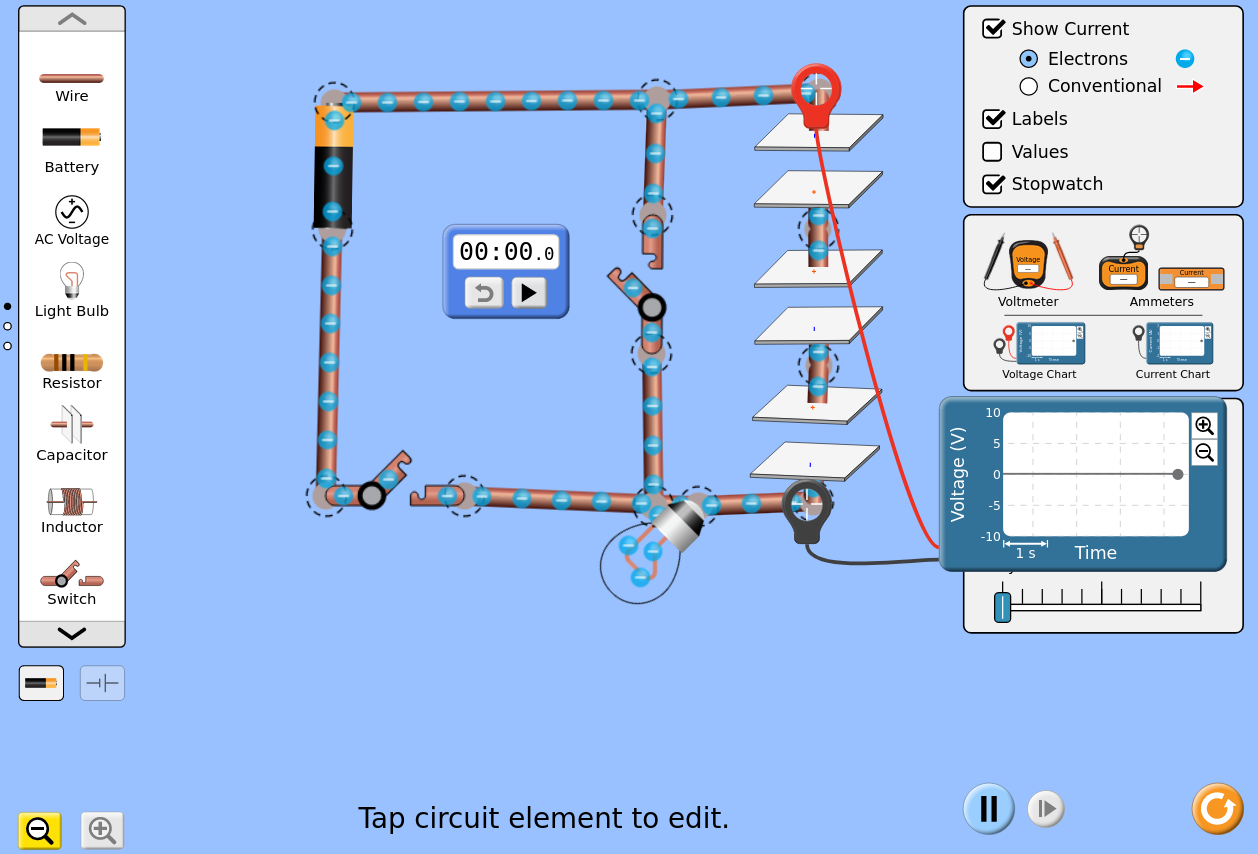 Wire
Battery
AC Voltage
Light Bulb
Resistor
Capacitor
Inductor
Switch
00:00.0
Show Current
Electrons
Conventional
Labels
Values
Stopwatch
Voltage
Current
Current
Voltmeter
Ammeters
Voltage Chart
Current Chart
Voltage (V)
10
5
0
-5
-10
1 s
Time
Tap circuit element to edit.